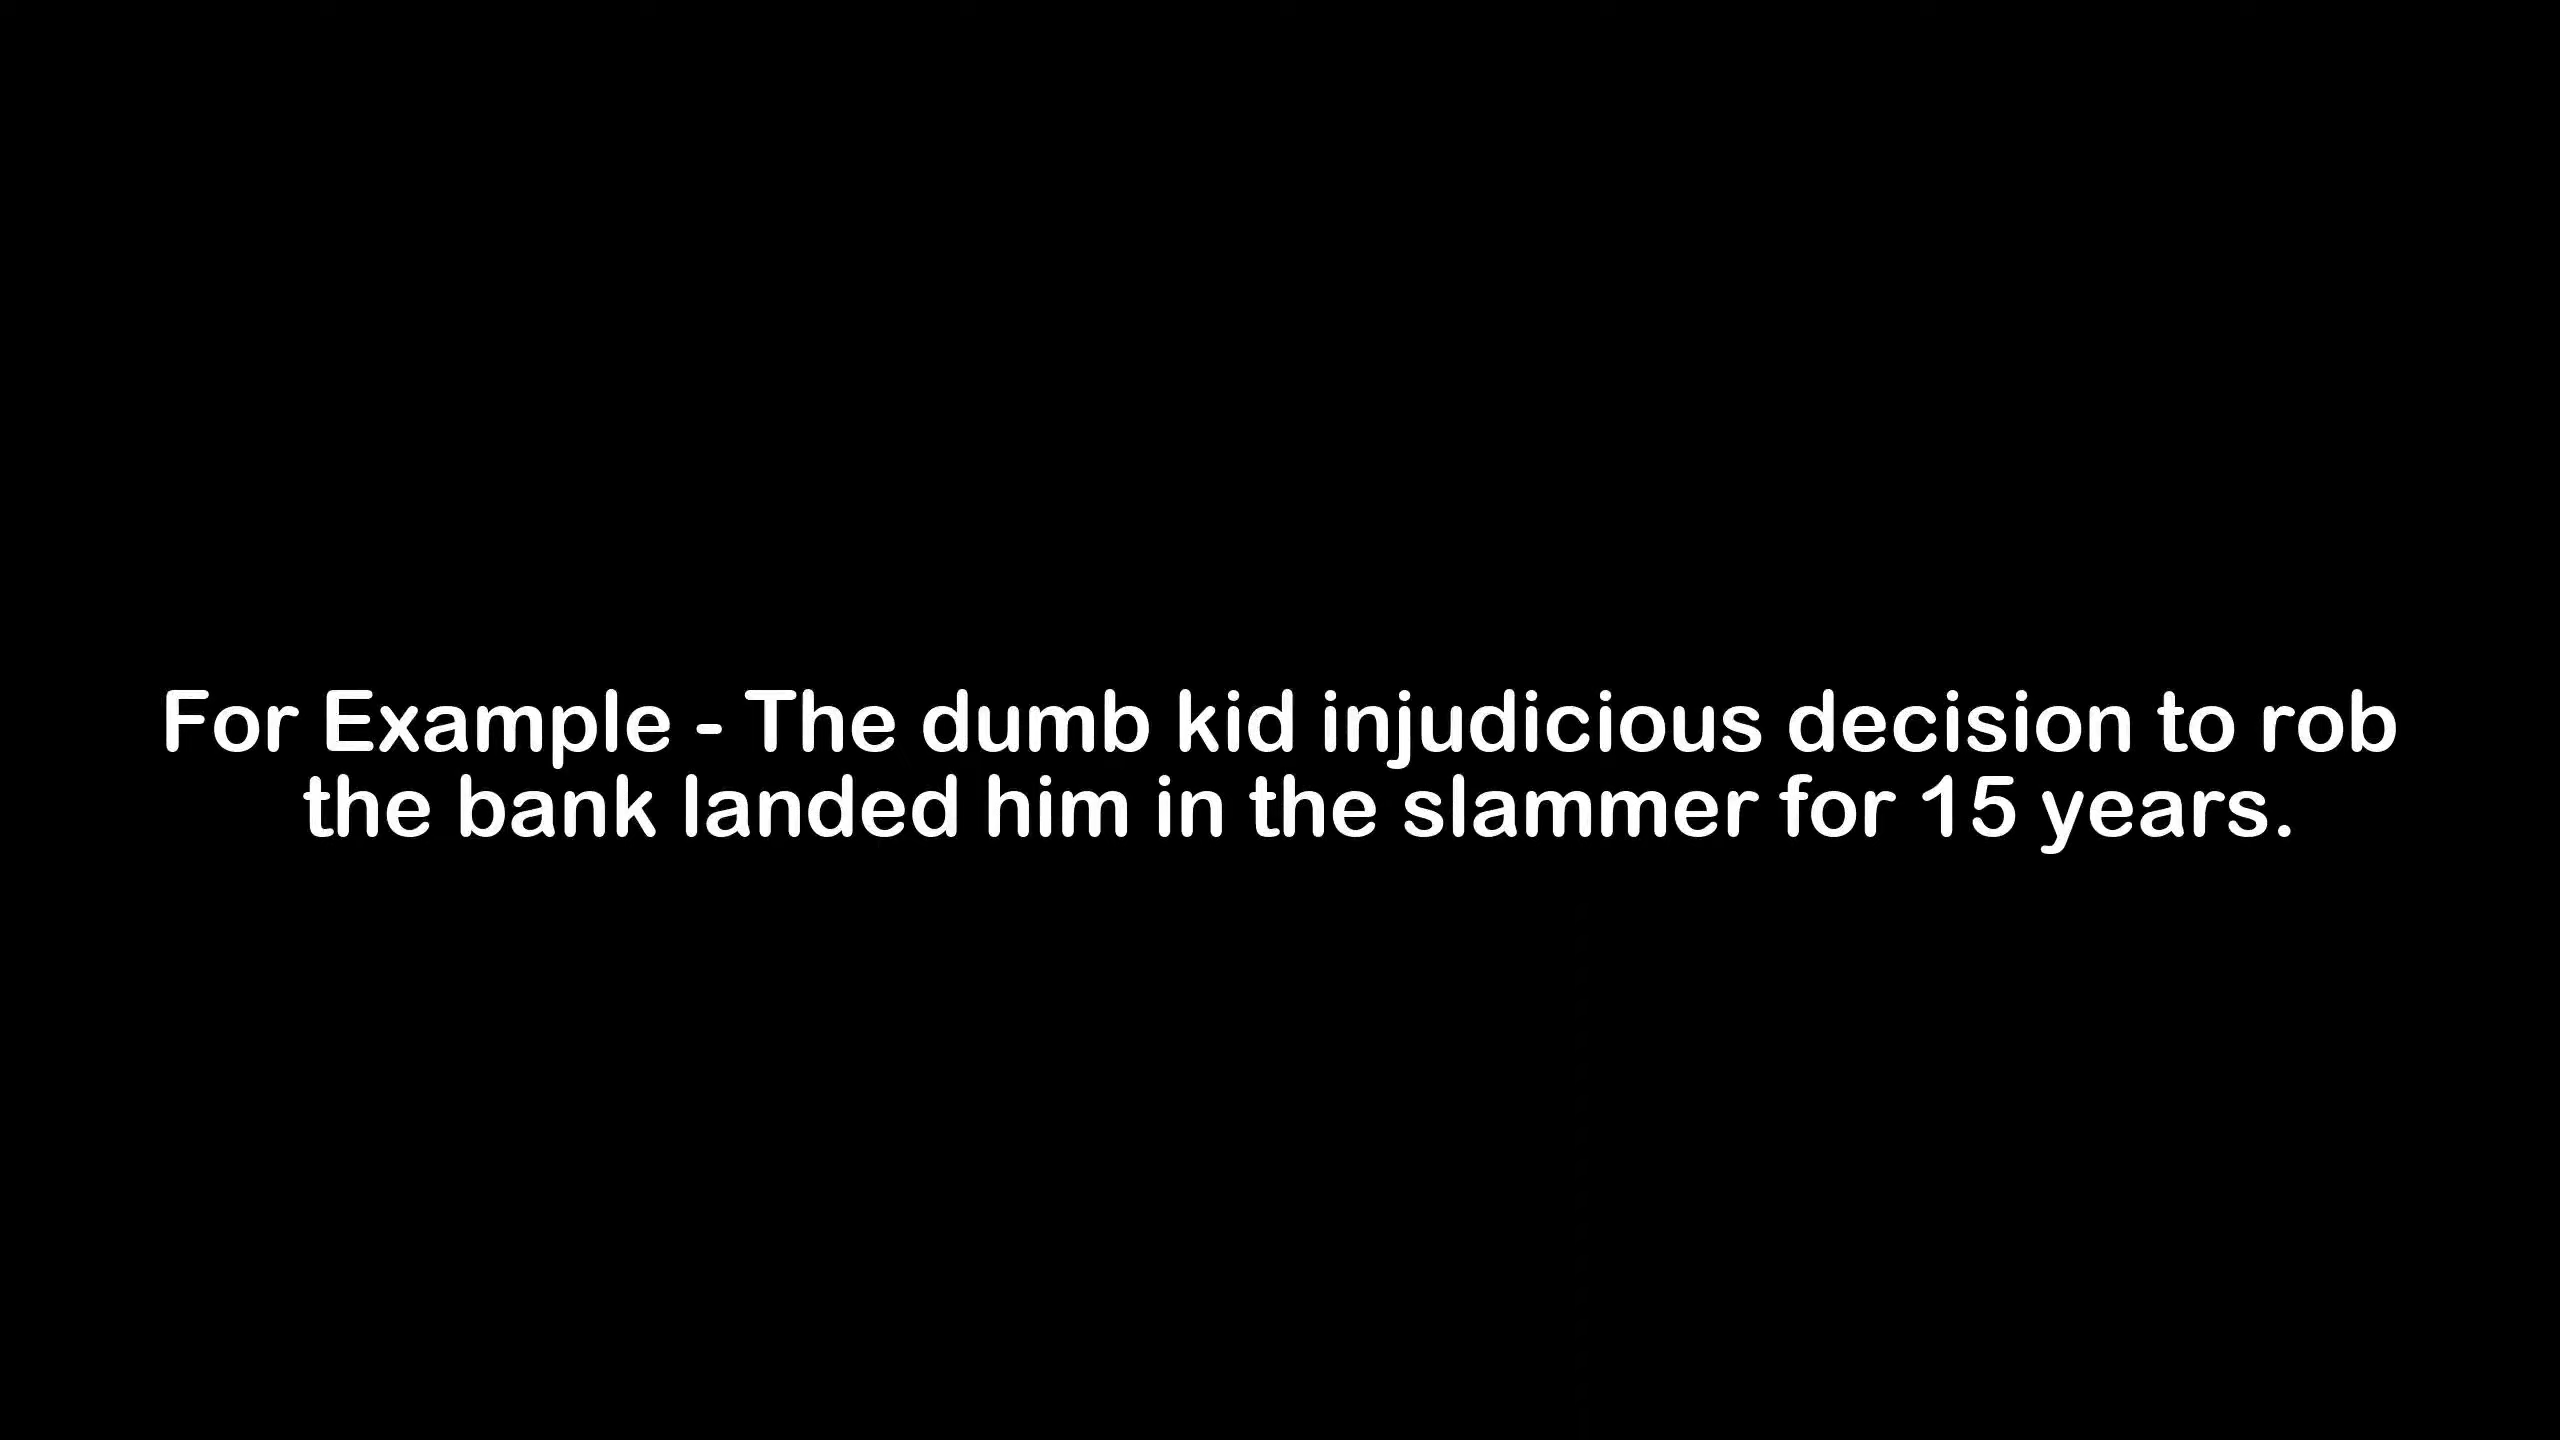 For Example - The dumb kid injudicious decision to rob
the bank landed him in the slammer for 15 years.